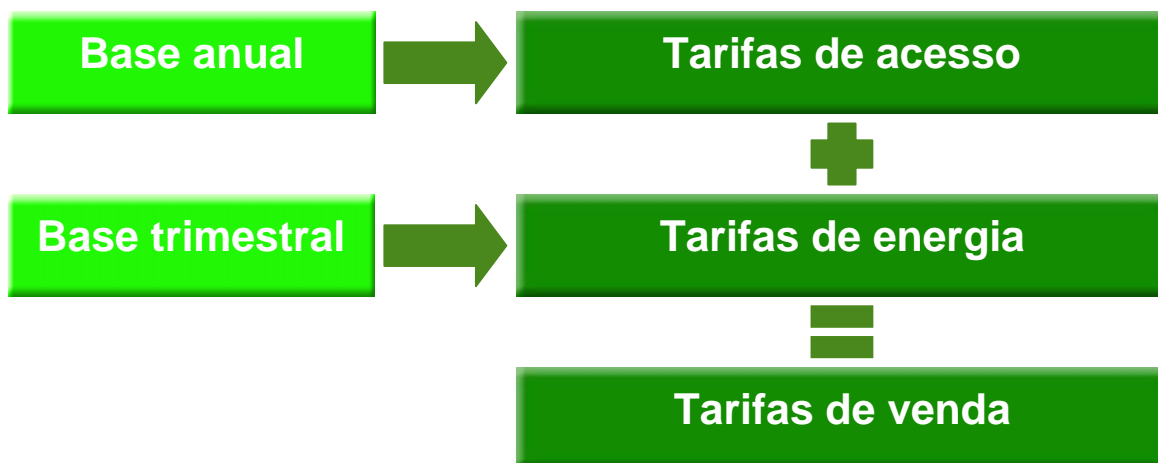 Base anual
Tarifas de acesso
Base trimestral
Tarifas de energia
Tarifas de venda